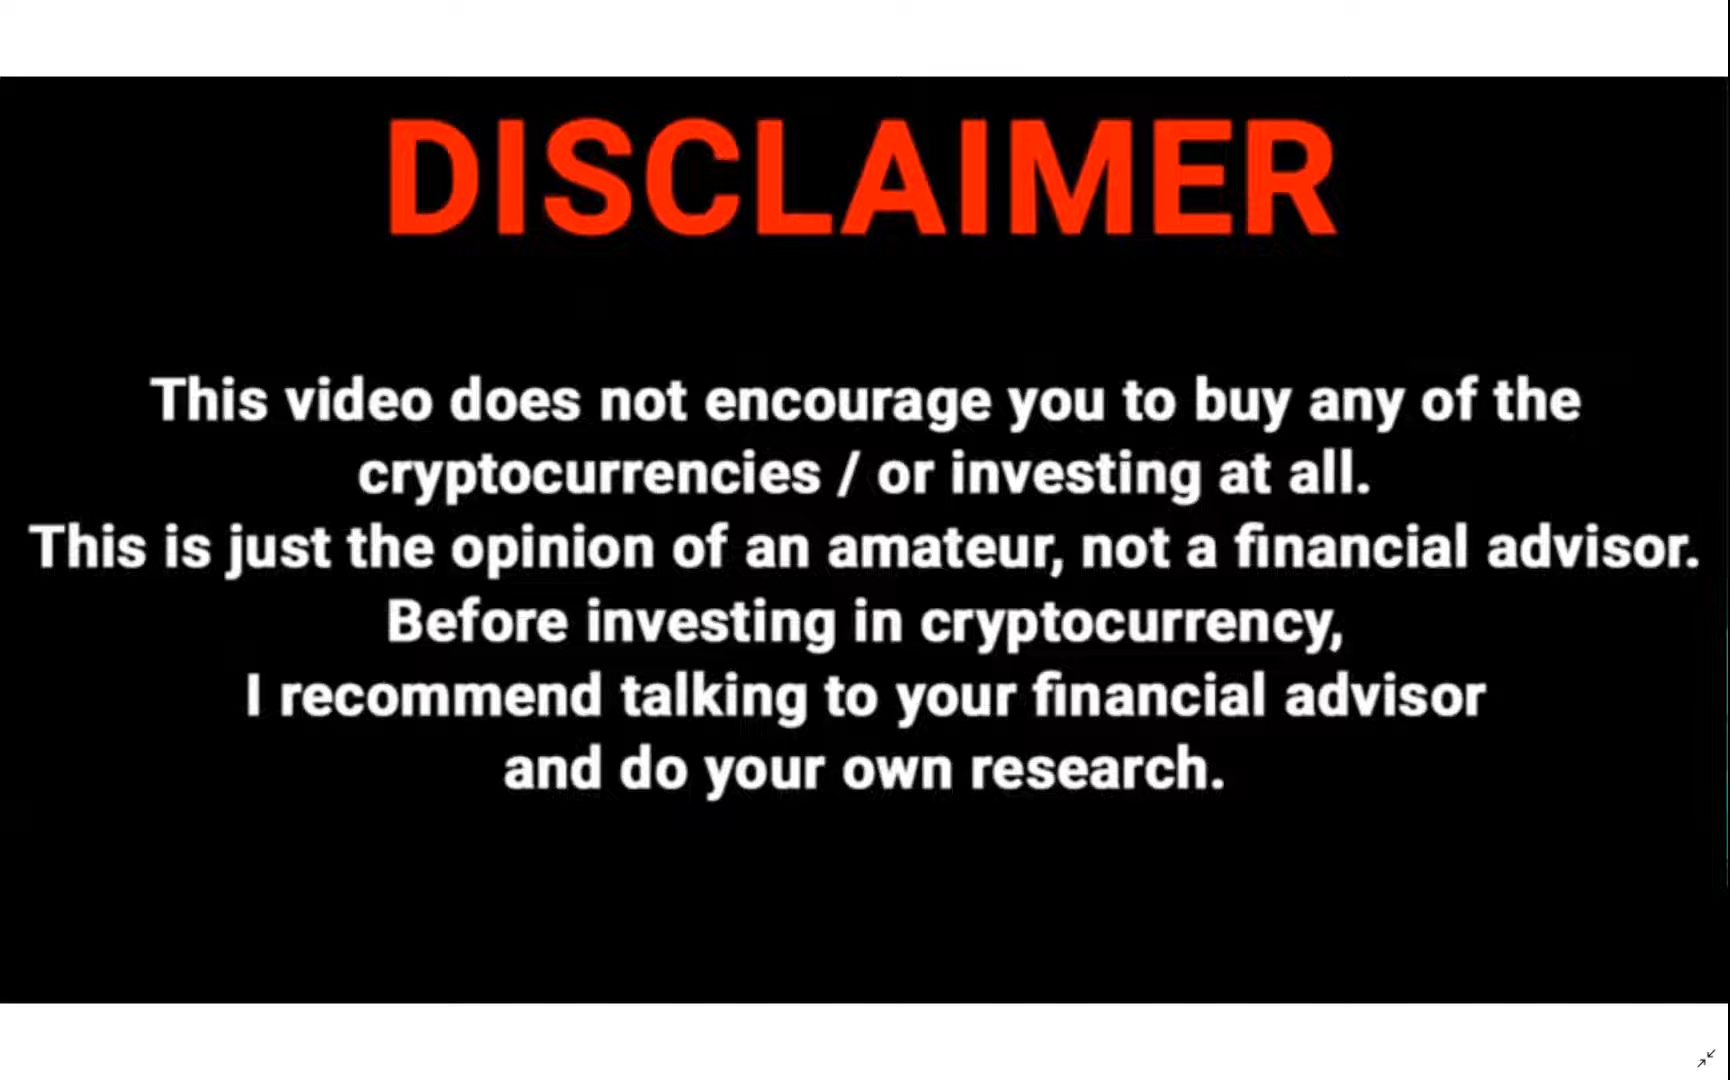 DISCLAIMER
This video does not encourage you to buy any of the
cryptocurrencies / or investing at all.
This is just the opinion of an amateur, not a financial advisor.
Before investing in cryptocurrency,
I recommend talking to your financial advisor
and do your own research.